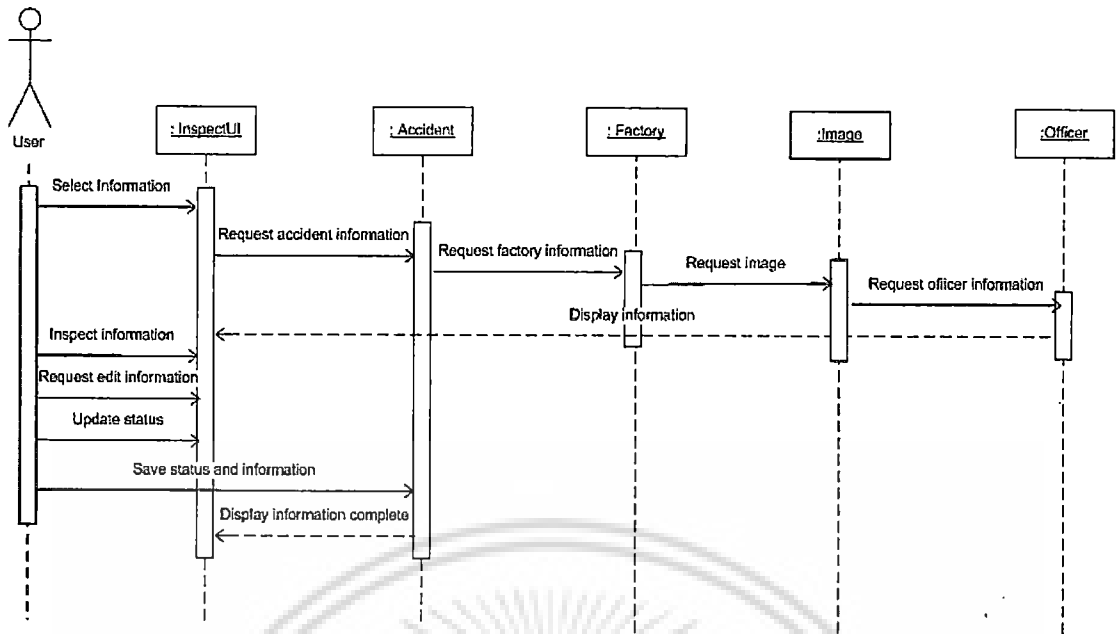 User
: InspectUI
: Accident
: Factory
:Image
:Officer
Select information
Request accident information
Request factory information
Request image
Request officer information
Display information
Inspect information
Request edit information
Update status
Save status and information
Display information complete